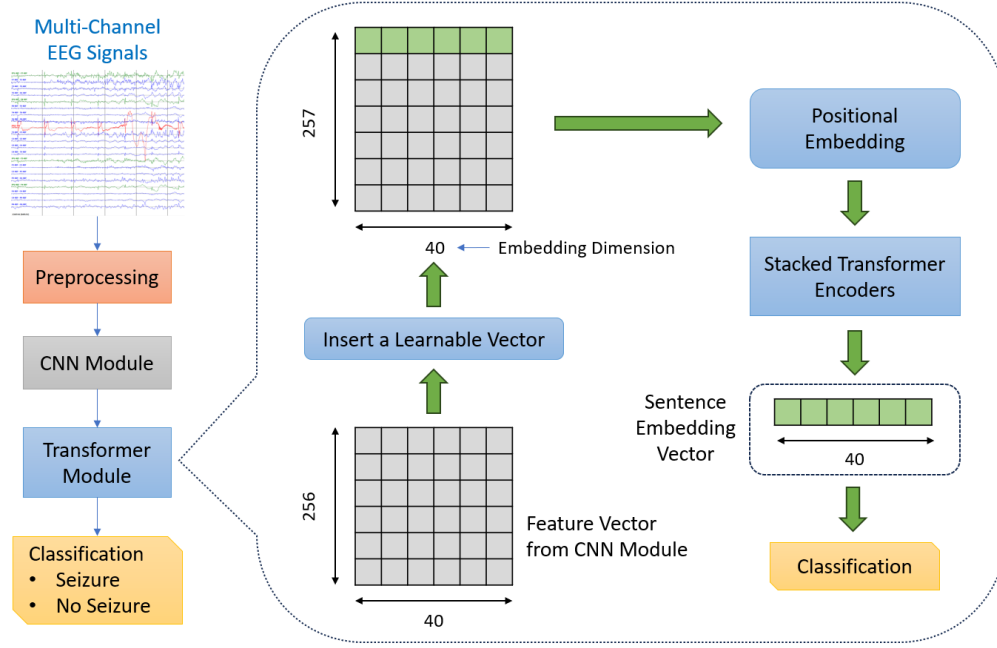 Multi-Channel
EEG Signals
Preprocessing
CNN Module
Transformer
Module
Classification
• Seizure
• No Seizure
257
40
Embedding Dimension
Insert a Learnable Vector
256
40
Feature Vector
from CNN Module
Positional
Embedding
Stacked Transformer
Encoders
Sentence
Embedding
Vector
40
Classification